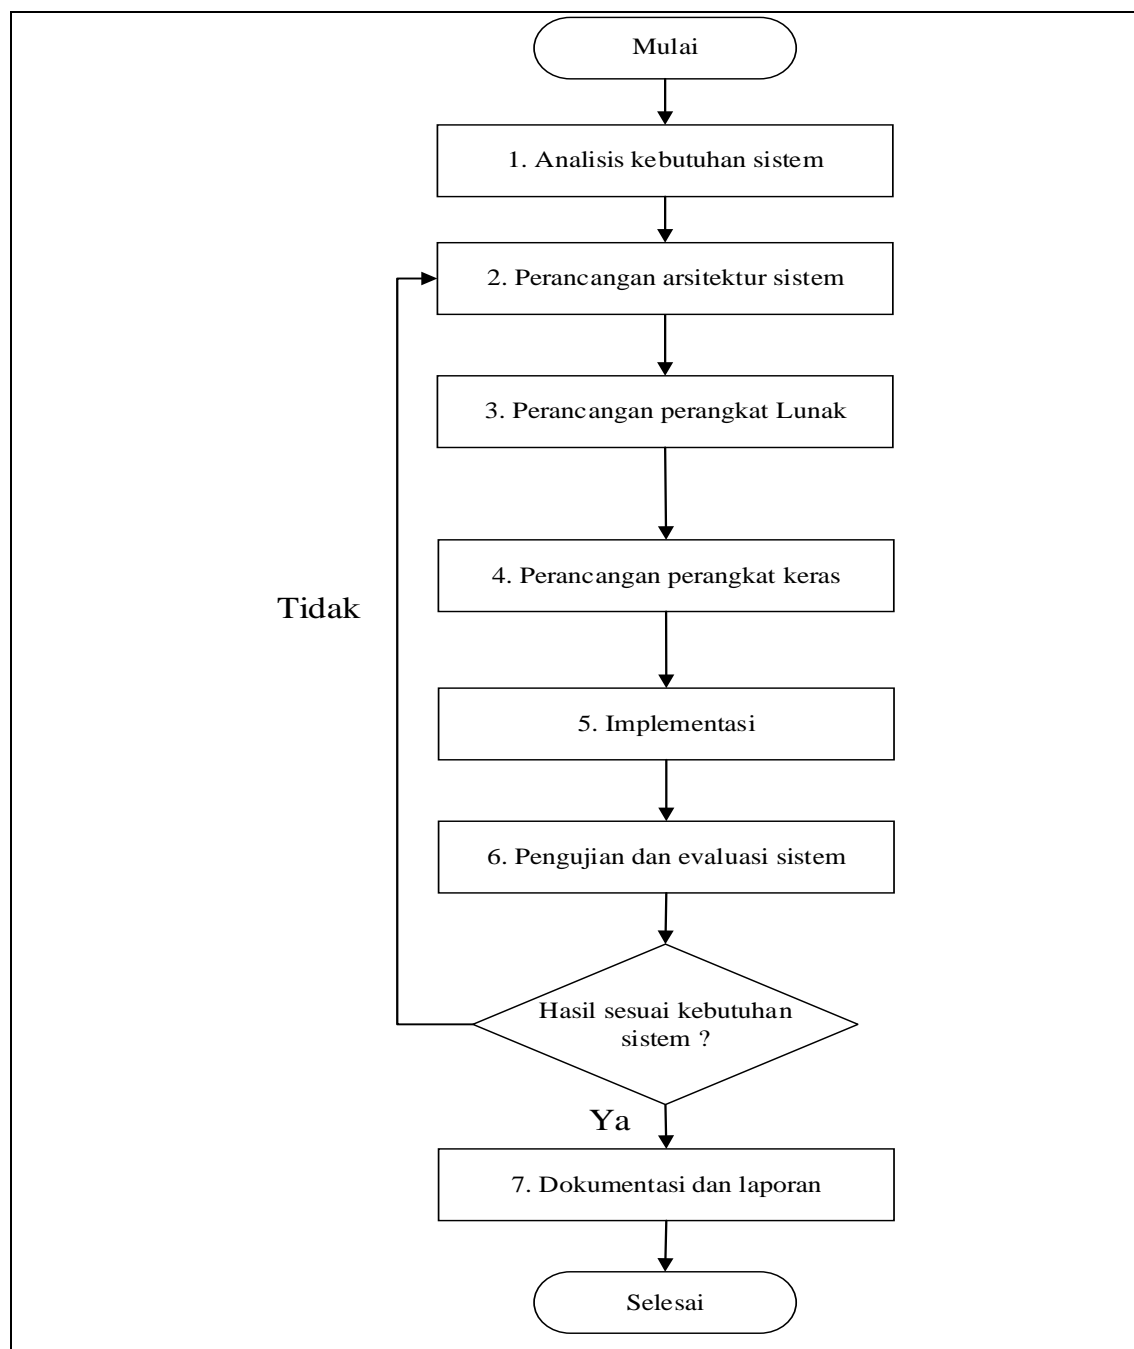 Mulai
1. Analisis kebutuhan sistem
2. Perancangan arsitektur sistem
3. Perancangan perangkat Lunak
4. Perancangan perangkat keras
Tidak
5. Implementasi
6. Pengujian dan evaluasi sistem
Hasil sesuai kebutuhan
sistem ?
Ya
7. Dokumentasi dan laporan
Selesai